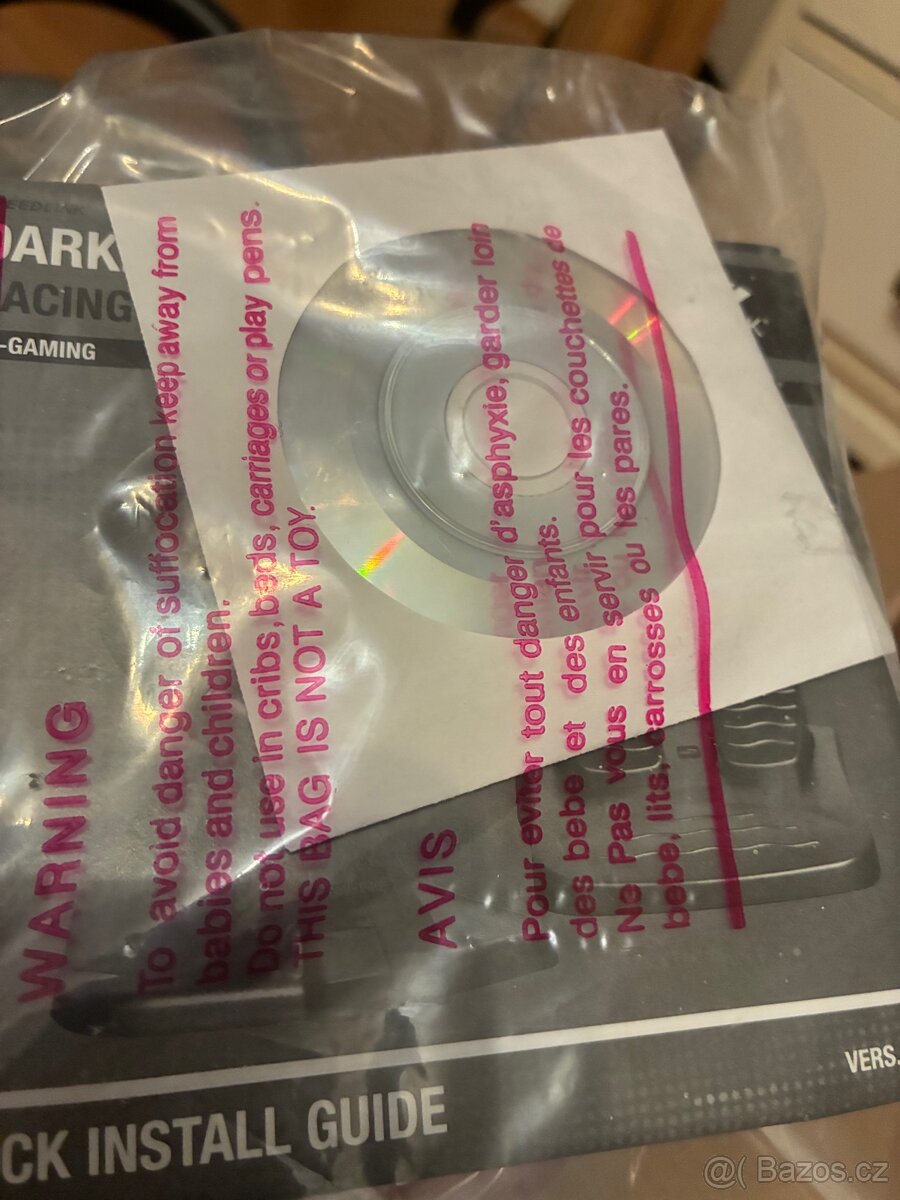 EEDLINK
DARK
ACING
-GAMING
WARNING
To avoid danger of suffocation keep away from
babies and children.
Do not use in cribs, beds, carriages or play pens.
THIS BAG IS NOT A TOY.
AVIS
Pour eviter tout danger d'asphyxie, garder loin
des bebe et des enfants.
Ne Pas vous en servir pour les couchettes de
bebe, lits, carrosses ou les pares.
VERS.
CK INSTALL GUIDE
@( Bazos.cz